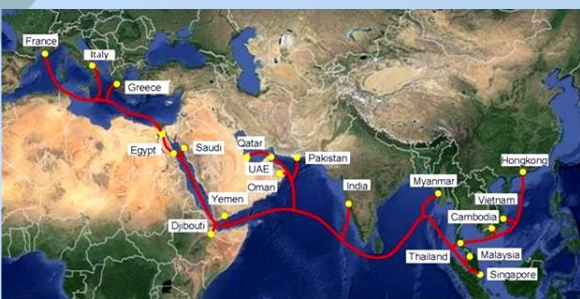 France
Italy
Greece
Egypt
Saudi
Qatar
UAE
Pakistan
Oman
India
Myanmar
Hongkong
Yemen
Vietnam
Djibouti
Cambodia
Thailand
Malaysia
Singapore